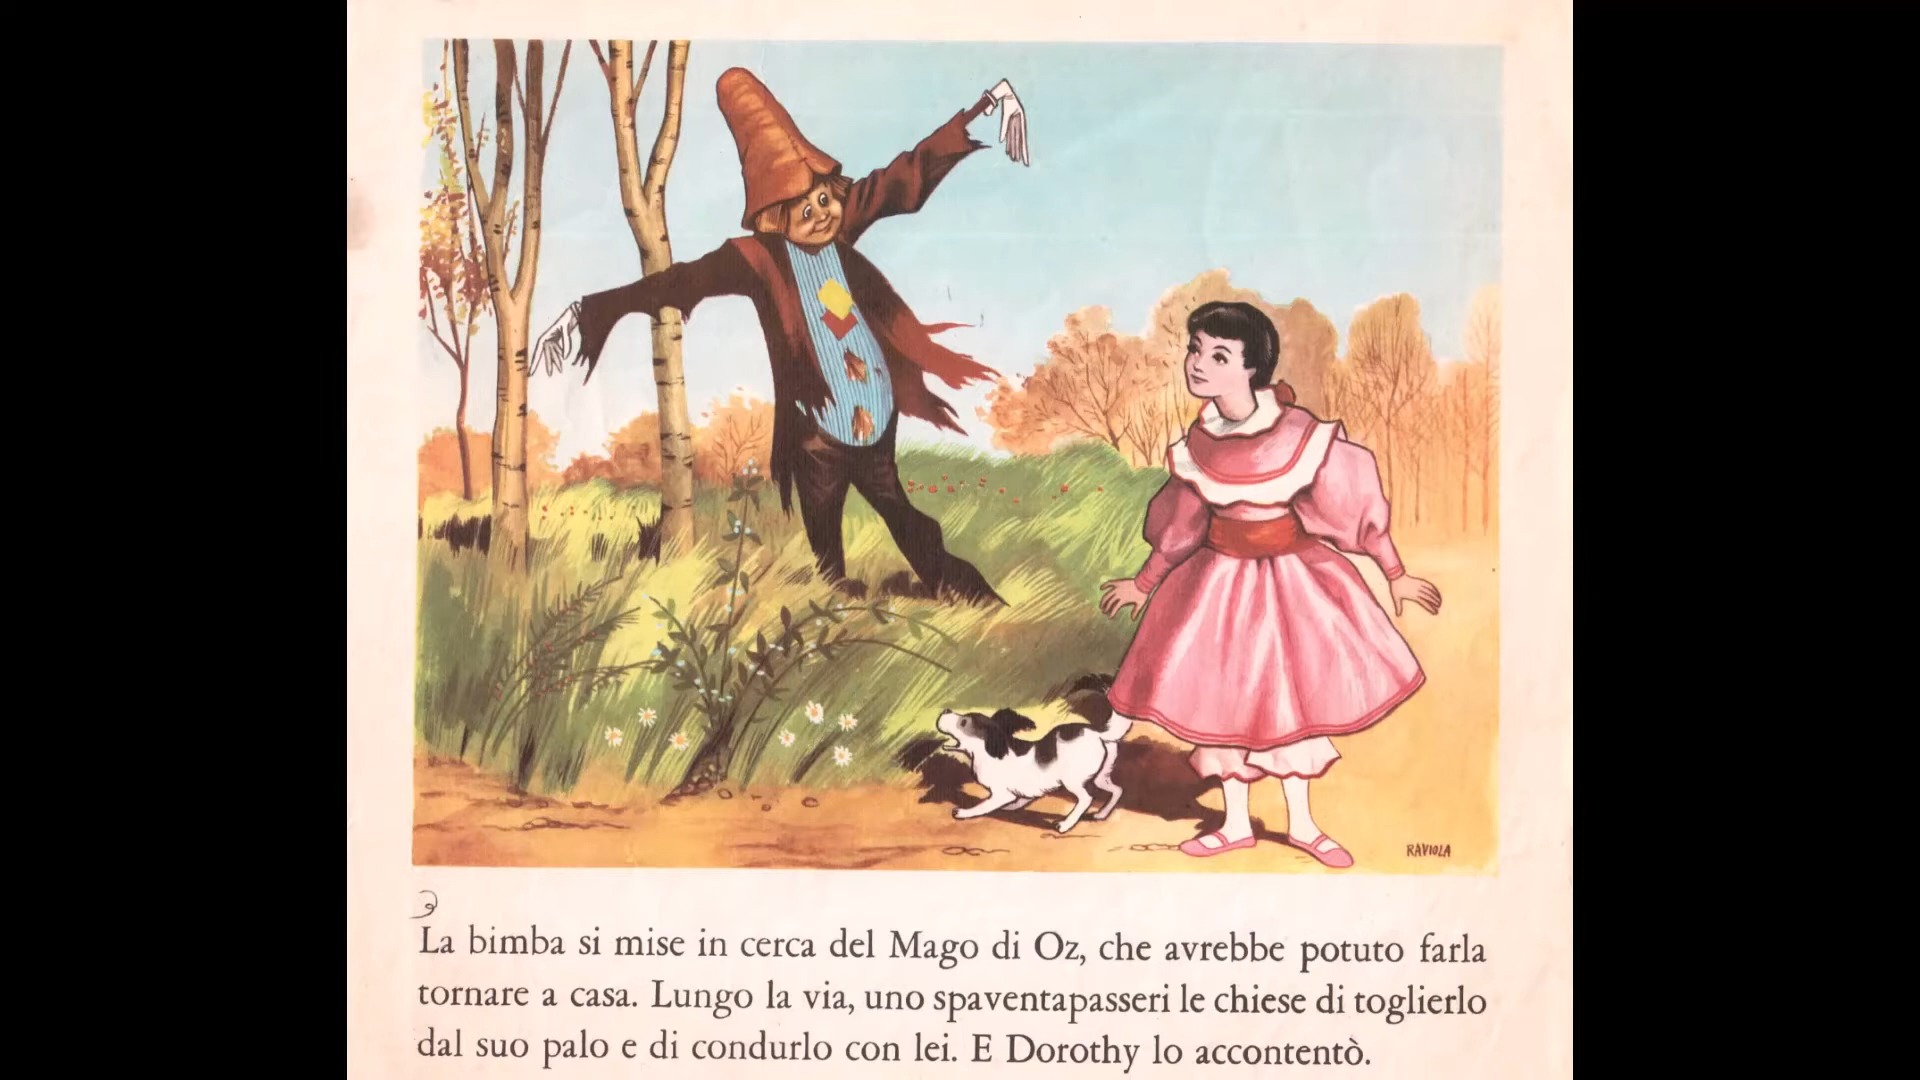 RAVIOLA
La bimba si mise in cerca del Mago di Oz, che avrebbe potuto farla
tornare a casa. Lungo la via, uno spaventapasseri le chiese di toglierlo
dal suo palo e di condurlo con lei. E Dorothy lo accontentò.